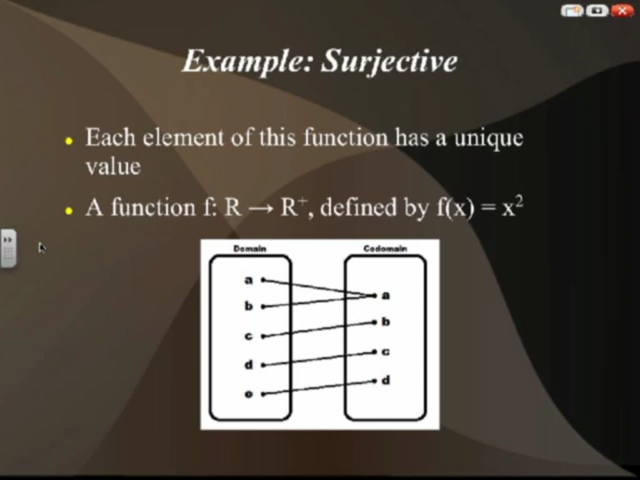 Example: Surjective
• Each element of this function has a unique
value
• A function f: R → R⁺, defined by f(x) = x²
Domain Codomain
a
a
b
b
c
c
d
d
e